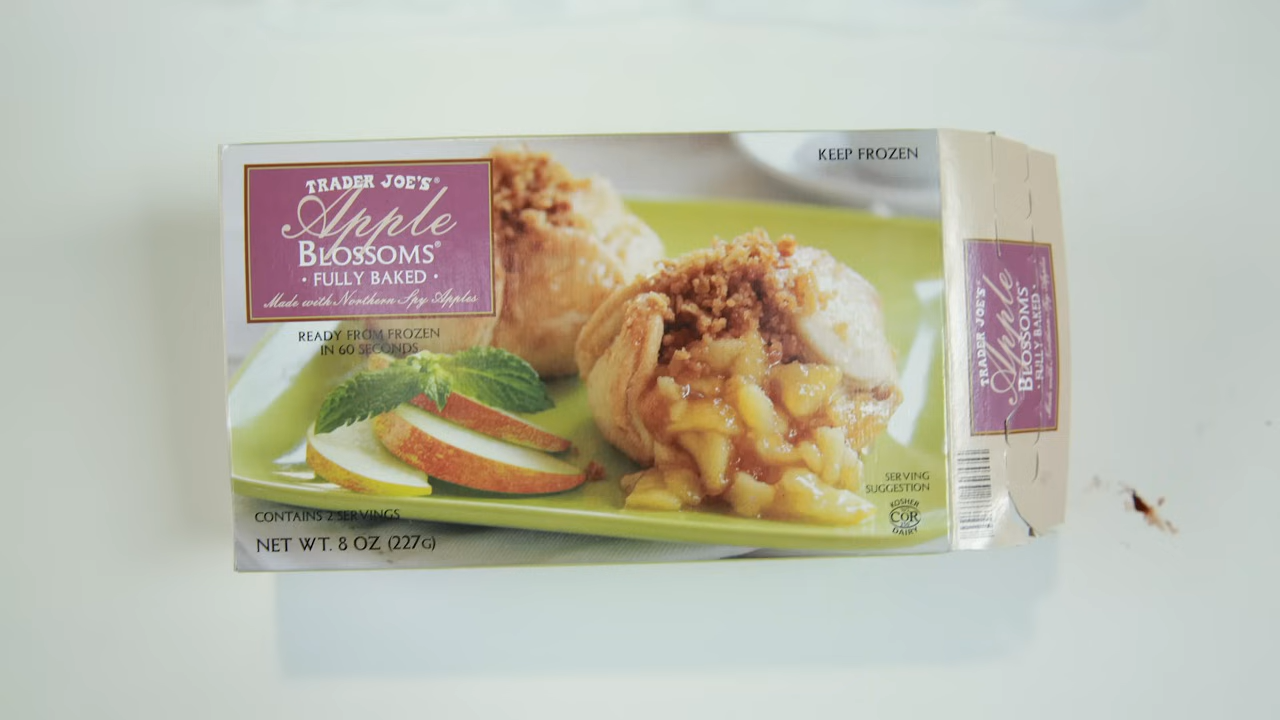 KEEP FROZEN
TRADER JOE'S®
Apple
BLOSSOMS®
· FULLY BAKED ·
Made with Northern Spy Apples
READY FROM FROZEN
IN 60 SECONDS
SERVING
SUGGESTION
KOSHER
COR
DAIRY
CONTAINS 2 SERVINGS
NET WT. 8 OZ (227G)
TRADER JOE'S®
Apple
BLOSSOMS®
· FULLY BAKED ·